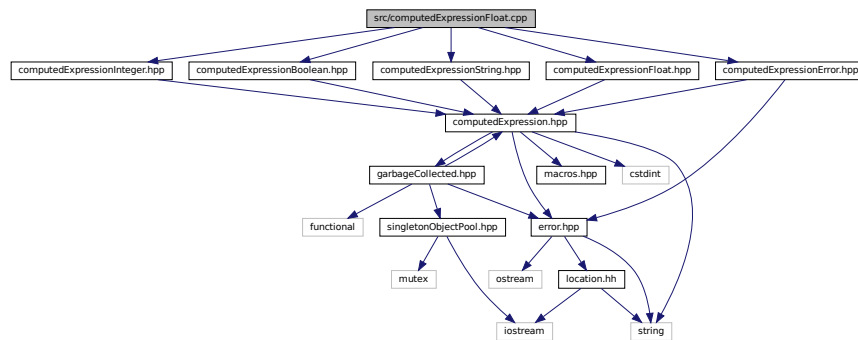 src/computedExpressionFloat.cpp
computedExpressionInteger.hpp
computedExpressionBoolean.hpp
computedExpressionString.hpp
computedExpressionFloat.hpp
computedExpressionError.hpp
computedExpression.hpp
garbageCollected.hpp
macros.hpp
cstdint
functional
singletonObjectPool.hpp
error.hpp
mutex
ostream
location.hh
iostream
string